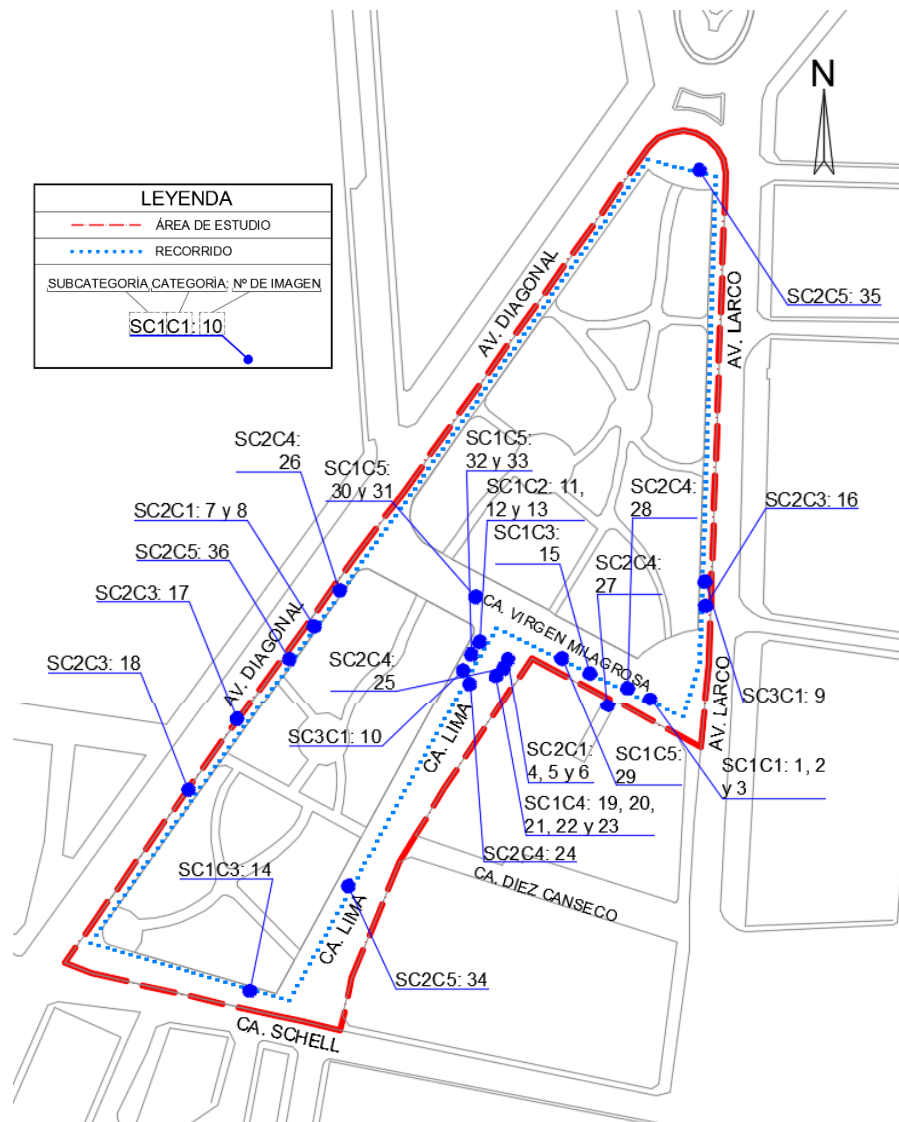 N
LEYENDA
ÁREA DE ESTUDIO
RECORRIDO
SUBCATEGORÍA CATEGORÍA: Nº DE IMAGEN
SC1C1: 10
AV. DIAGONAL
AV. LARCO
SC2C5: 35
SC2C4:
26
SC1C5:
30 y 31
SC1C5:
32 y 33
SC1C2: 11,
12 y 13
SC1C3:
15
SC2C4:
28
SC2C4:
27
SC2C3: 16
SC2C1: 7 y 8
SC2C5: 36
SC2C3: 17
SC2C3: 18
AV. DIAGONAL
CA. VIRGEN MILAGROSA
SC2C4:
25
SC3C1: 10
CA. LIMA
AV. LARCO
SC3C1: 9
SC2C1:
4, 5 y 6
SC1C5:
29
SC1C1: 1, 2
y 3
SC1C4: 19, 20,
21, 22 y 23
SC2C4: 24
SC1C3: 14
CA. DIEZ CANSECO
CA. LIMA
SC2C5: 34
CA. SCHELL